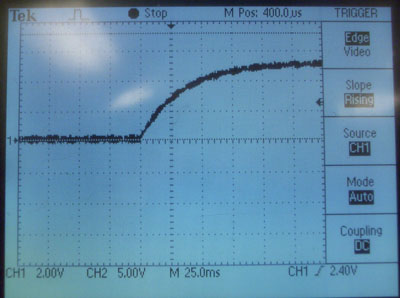 Tek Stop M Pos: 400.0us TRIGGER
Edge
Video
Slope
Rising
Source
CH1
Mode
Auto
Coupling
DC
1
CH1 2.00V CH2 5.00V M 25.0ms CH1 2.40V